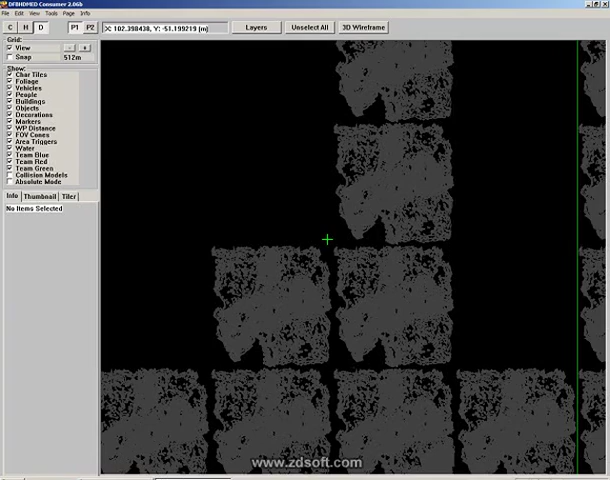 DFBHDMED Consumer 2.06b
File Edit View Tools Page Info
C H D P1 P2 X: 102.398438, Y: -51.199219 (m) Layers Unselect All 3D Wireframe
Grid:
View - +
Snap 512m
Show:
Char Tiles
Foliage
Vehicles
People
Buildings
Objects
Decorations
Markers
WP Distance
FOV Cones
Area Triggers
Water
Team Blue
Team Red
Team Green
Collision Models
Absolute Mode
Info Thumbnail Tiler
No Items Selected
www.zdsoft.com